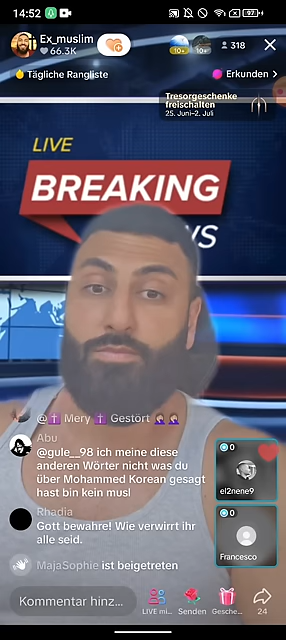 14:52
97
Ex_muslim
66.3K
10+
10+
318
Tägliche Rangliste
Erkunden >
Tresorgeschenke
freischalten
25. Juni–2. Juli
LIVE
BREAKING
WS
@✝️ Mery ✝️ Gestört 🤦🏻‍♀️🤦🏻‍♀️
Abu
@gule__98 ich meine diese
anderen Wörter nicht was du
über Mohammed Korean gesagt
hast bin kein musl
Rhadia
Gott bewahre! Wie verwirrt ihr
alle seid.
MajaSophie ist beigetreten
0
el2nene9
0
Francesco
Kommentar hinz...
LIVE mi...
Senden
Gesche...
24